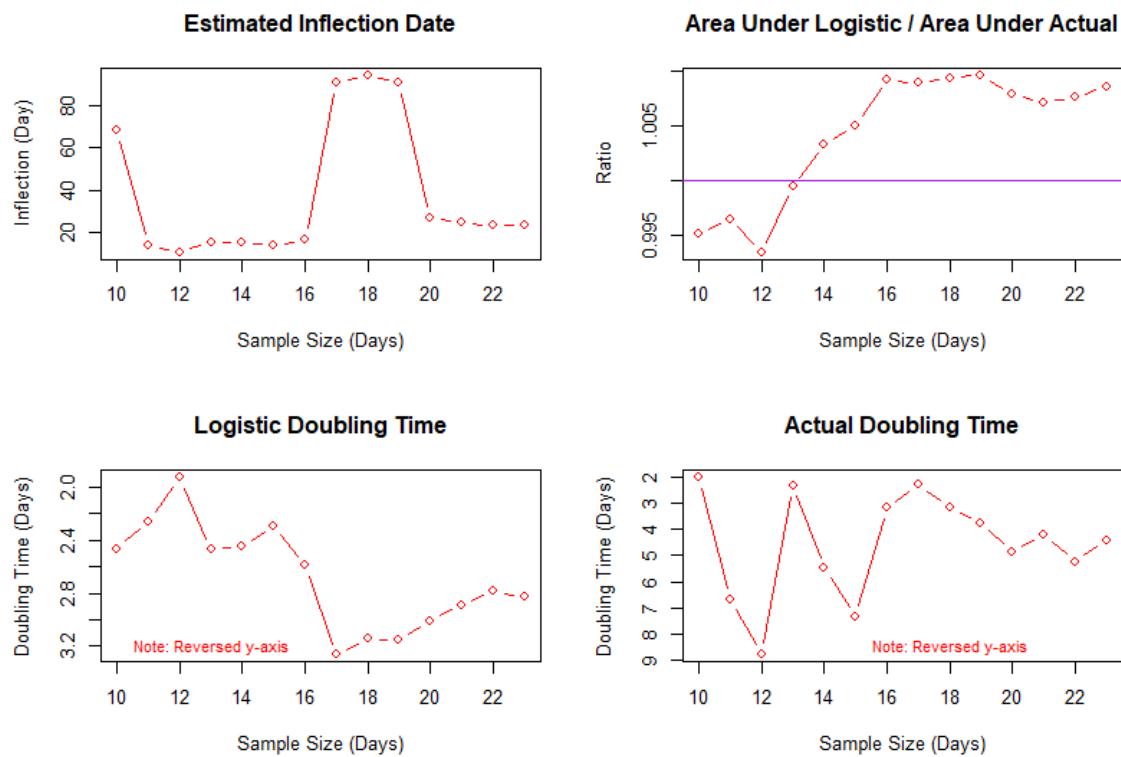 Estimated Inflection Date
Inflection (Day)
80
60
40
20
10 12 14 16 18 20 22
Sample Size (Days)
Area Under Logistic / Area Under Actual
Ratio
1.005
0.995
10 12 14 16 18 20 22
Sample Size (Days)
Logistic Doubling Time
Doubling Time (Days)
2.0
2.4
2.8
3.2
Note: Reversed y-axis
10 12 14 16 18 20 22
Sample Size (Days)
Actual Doubling Time
Doubling Time (Days)
2
3
4
5
6
7
8
9
Note: Reversed y-axis
10 12 14 16 18 20 22
Sample Size (Days)